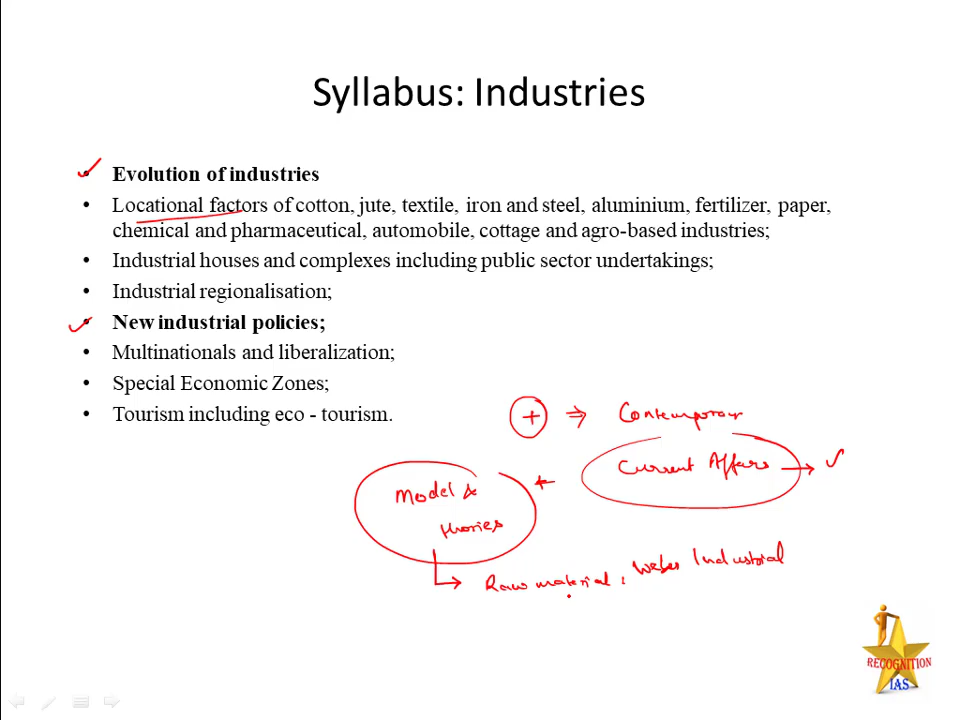 Syllabus: Industries
• Evolution of industries
• Locational factors of cotton, jute, textile, iron and steel, aluminium, fertilizer, paper,
chemical and pharmaceutical, automobile, cottage and agro-based industries;
• Industrial houses and complexes including public sector undertakings;
• Industrial regionalisation;
• New industrial policies;
• Multinationals and liberalization;
• Special Economic Zones;
• Tourism including eco - tourism.
+ ⇒ Contemporar
Current Affairs → ✓
Model &
thories
Raw material, Weber Industrial
RECOGNITION
IAS